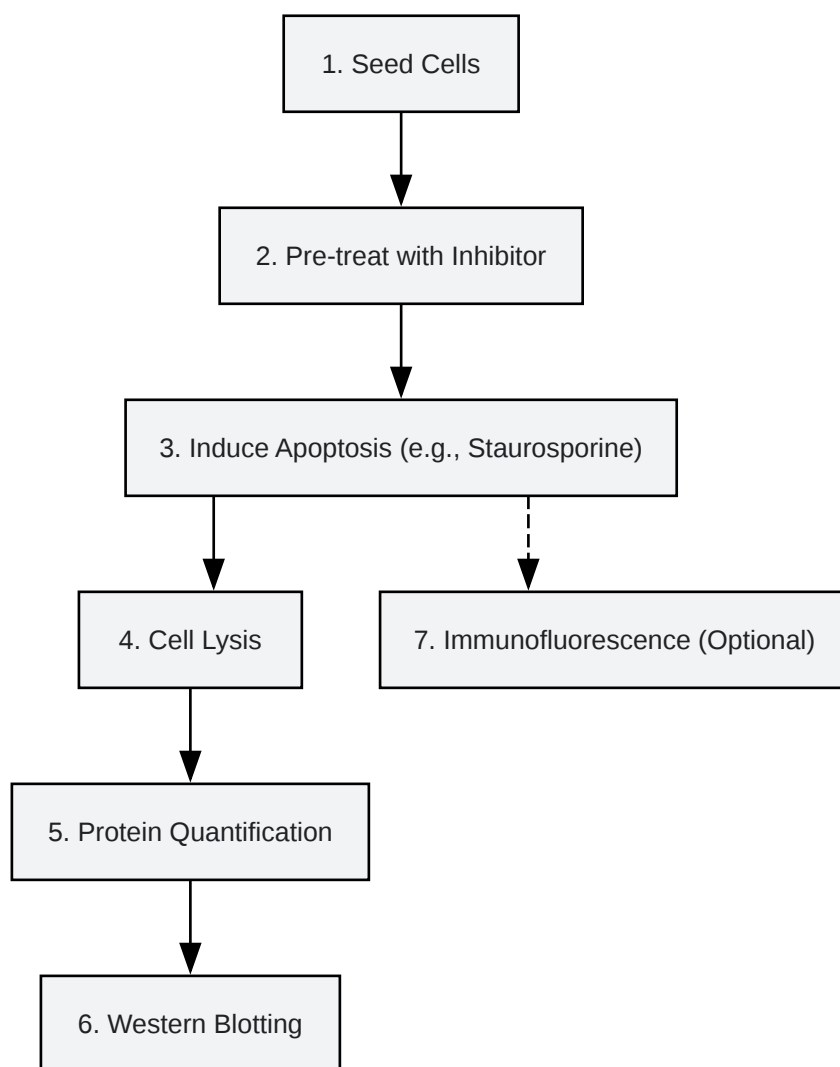 1. Seed Cells
2. Pre-treat with Inhibitor
3. Induce Apoptosis (e.g., Staurosporine)
4. Cell Lysis
7. Immunofluorescence (Optional)
5. Protein Quantification
6. Western Blotting